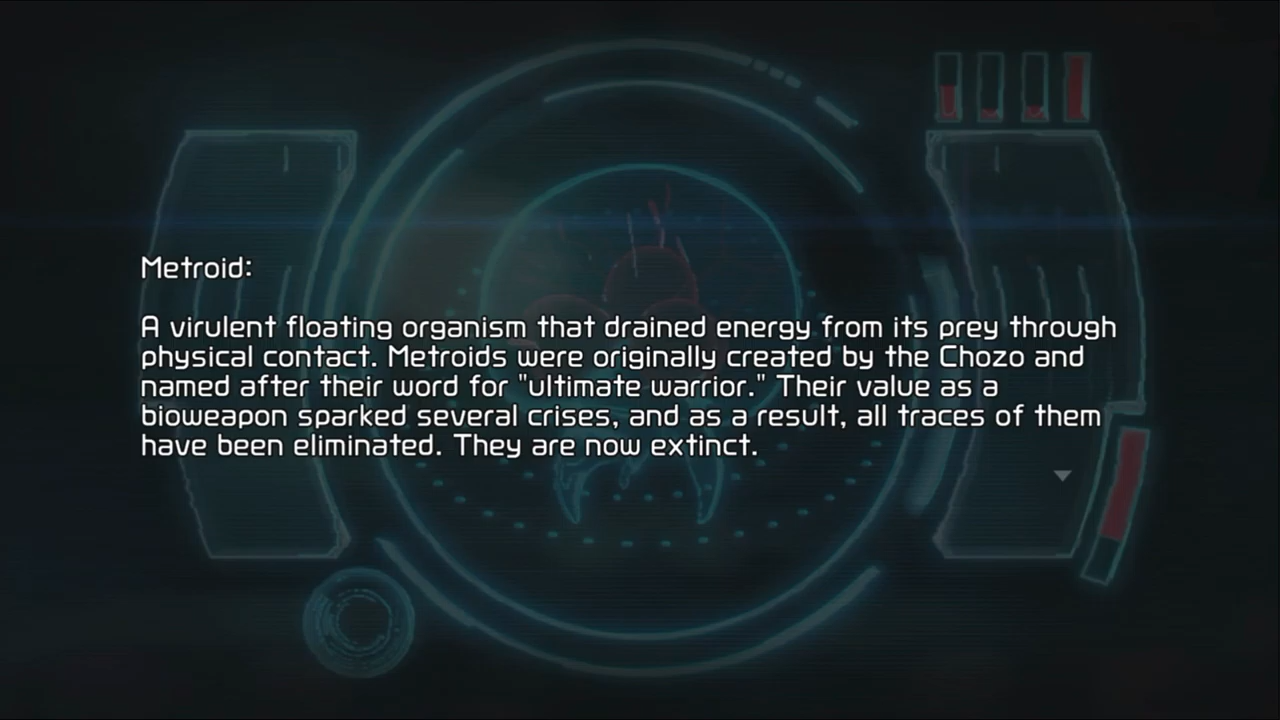 Metroid:
A virulent floating organism that drained energy from its prey through
physical contact. Metroids were originally created by the Chozo and
named after their word for "ultimate warrior." Their value as a
bioweapon sparked several crises, and as a result, all traces of them
have been eliminated. They are now extinct.